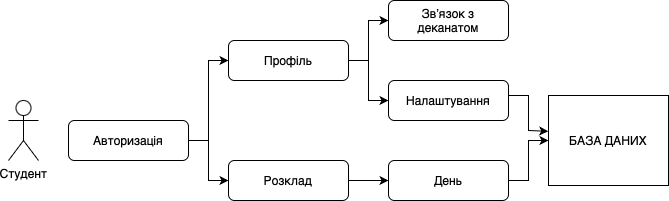 Зв'язок з
деканатом
Профіль
Налаштування
Авторизація
БАЗА ДАНИХ
Студент
Розклад
День